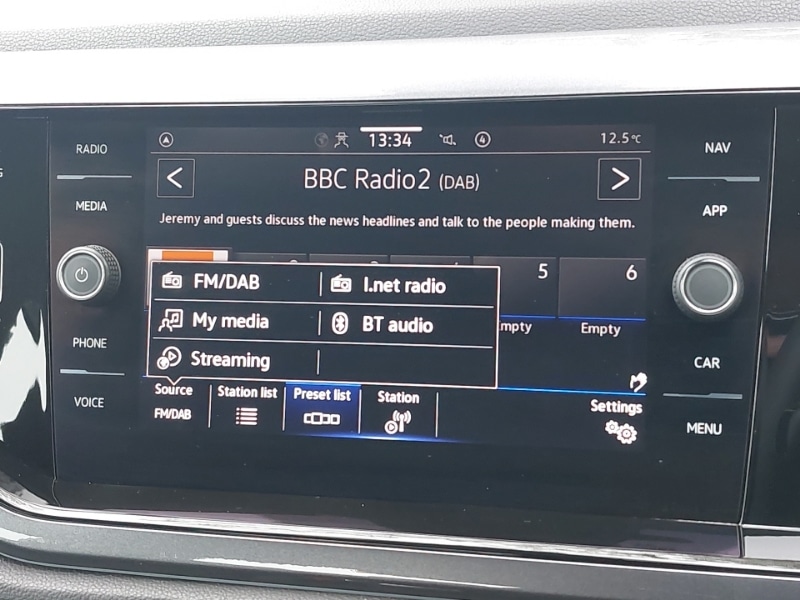 RADIO
MEDIA
PHONE
VOICE
13:34
4
12.5°C
BBC Radio2 (DAB)
Jeremy and guests discuss the news headlines and talk to the people making them.
5
6
Empty
FM/DAB
I.net radio
My media
BT audio
Streaming
Source
FM/DAB
Station list
Preset list
Station
Settings
NAV
APP
CAR
MENU